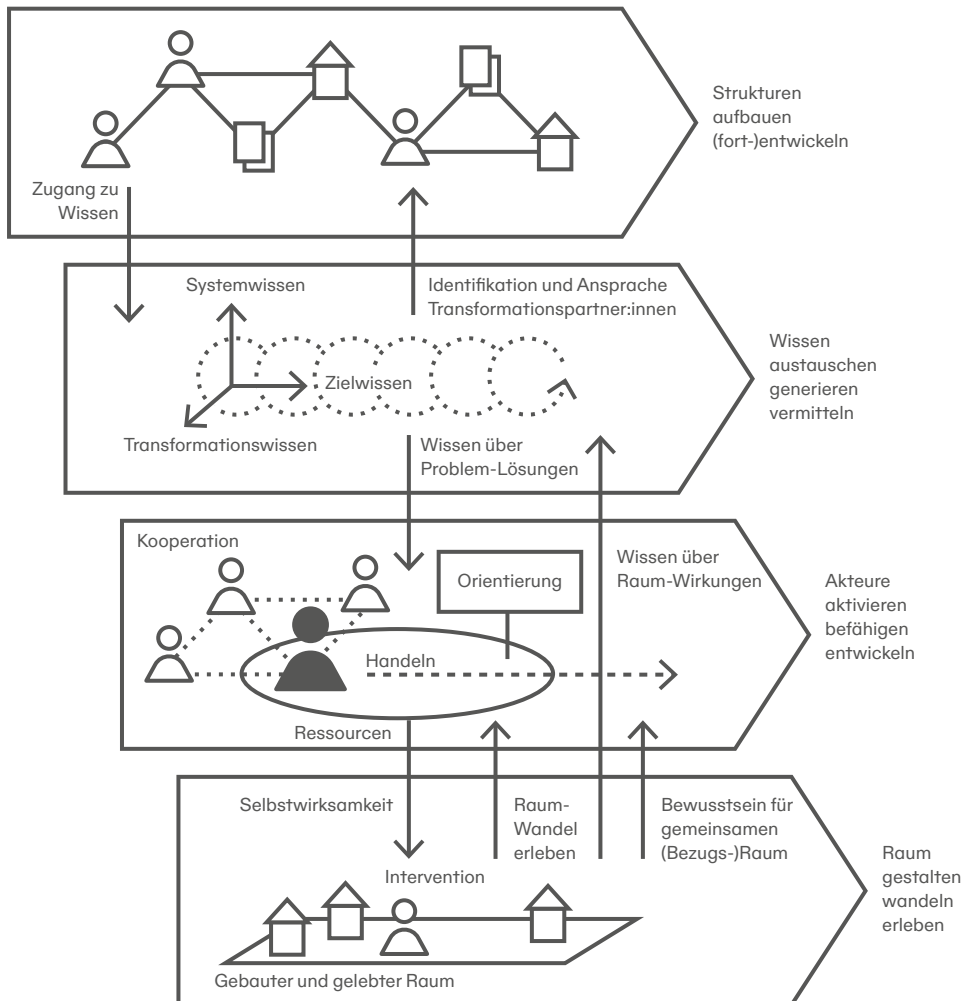 Strukturen
aufbauen
(fort-)entwickeln
Zugang zu
Wissen
Systemwissen
Identifikation und Ansprache
Transformationspartner:innen
Zielwissen
Transformationswissen
Wissen über
Problem-Lösungen
Wissen
austauschen
generieren
vermitteln
Kooperation
Orientierung
Wissen über
Raum-Wirkungen
Handeln
Ressourcen
Akteure
aktivieren
befähigen
entwickeln
Selbstwirksamkeit
Raum-
Wandel
erleben
Bewusstsein für
gemeinsamen
(Bezugs-)Raum
Intervention
Gebauter und gelebter Raum
Raum
gestalten
wandeln
erleben